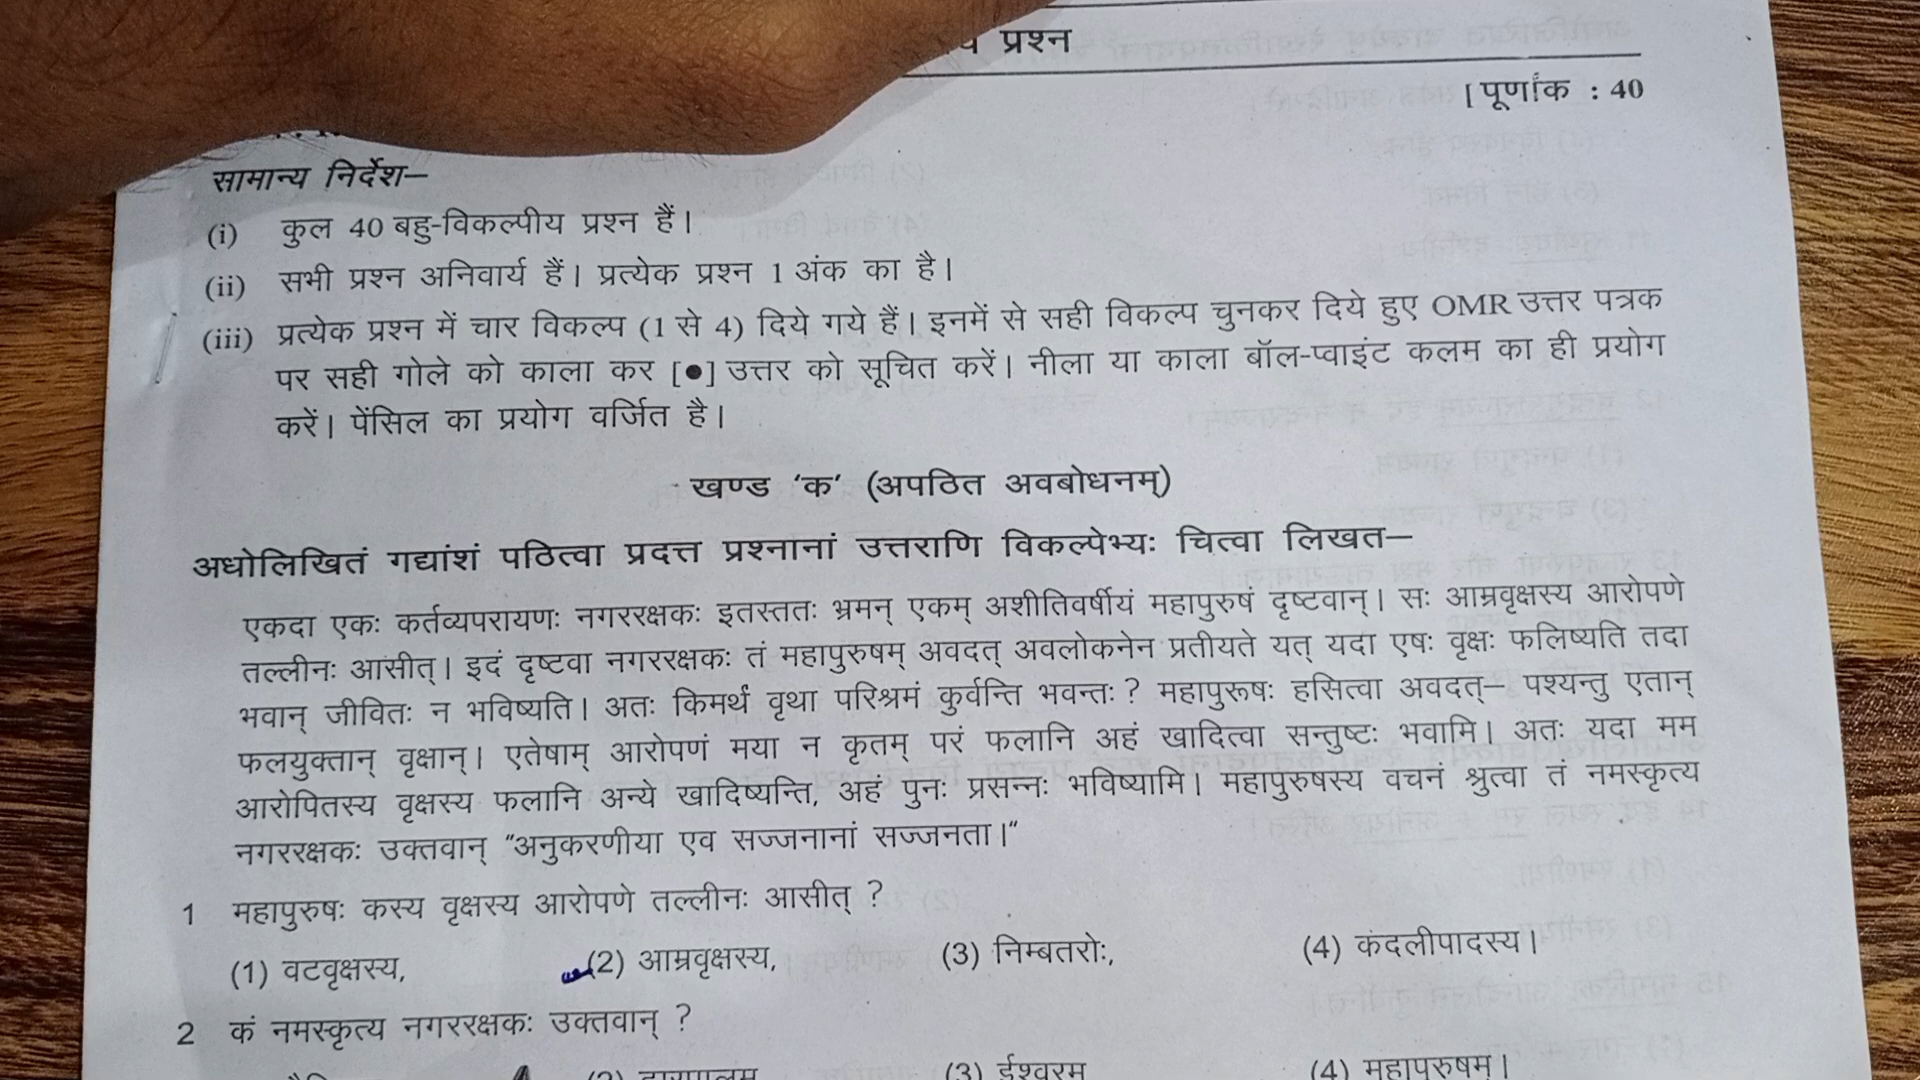 प्रश्न
[ पूर्णांक : 40
सामान्य निर्देश–
(i) कुल 40 बहु-विकल्पीय प्रश्न हैं।
(ii) सभी प्रश्न अनिवार्य हैं। प्रत्येक प्रश्न 1 अंक का है।
(iii) प्रत्येक प्रश्न में चार विकल्प (1 से 4) दिये गये हैं। इनमें से सही विकल्प चुनकर दिये हुए OMR उत्तर पत्रक
पर सही गोले को काला कर [●] उत्तर को सूचित करें। नीला या काला बॉल-प्वाइंट कलम का ही प्रयोग
करें। पेंसिल का प्रयोग वर्जित है।
खण्ड ‘क’ (अपठित अवबोधनम्)
अधोलिखितं गद्यांशं पठित्वा प्रदत्त प्रश्नानां उत्तराणि विकल्पेभ्यः चित्वा लिखत–
एकदा एकः कर्तव्यपरायणः नगररक्षकः इतस्ततः भ्रमन् एकम् अशीतिवर्षीयं महापुरुषं दृष्टवान्। सः आम्रवृक्षस्य आरोपणे
तल्लीनः आसीत्। इदं दृष्टवा नगररक्षकः तं महापुरुषम् अवदत् अवलोकनेन प्रतीयते यत् यदा एषः वृक्षः फलिष्यति तदा
भवान् जीवितः न भविष्यति। अतः किमर्थं वृथा परिश्रमं कुर्वन्ति भवन्तः ? महापुरूषः हसित्वा अवदत्– पश्यन्तु एतान्
फलयुक्तान् वृक्षान्। एतेषाम् आरोपणं मया न कृतम् परं फलानि अहं खादित्वा सन्तुष्टः भवामि। अतः यदा मम
आरोपितस्य वृक्षस्य फलानि अन्ये खादिष्यन्ति, अहं पुनः प्रसन्नः भविष्यामि। महापुरुषस्य वचनं श्रुत्वा तं नमस्कृत्य
नगररक्षकः उक्तवान् “अनुकरणीया एव सज्जनानां सज्जनता।“
1 महापुरुषः कस्य वृक्षस्य आरोपणे तल्लीनः आसीत् ?
(1) वटवृक्षस्य, (2) आम्रवृक्षस्य, (3) निम्बतरोः, (4) कंदलीपादस्य।
2 कं नमस्कृत्य नगररक्षकः उक्तवान् ?
(3) ईश्वरम (4) महापुरुषम्।